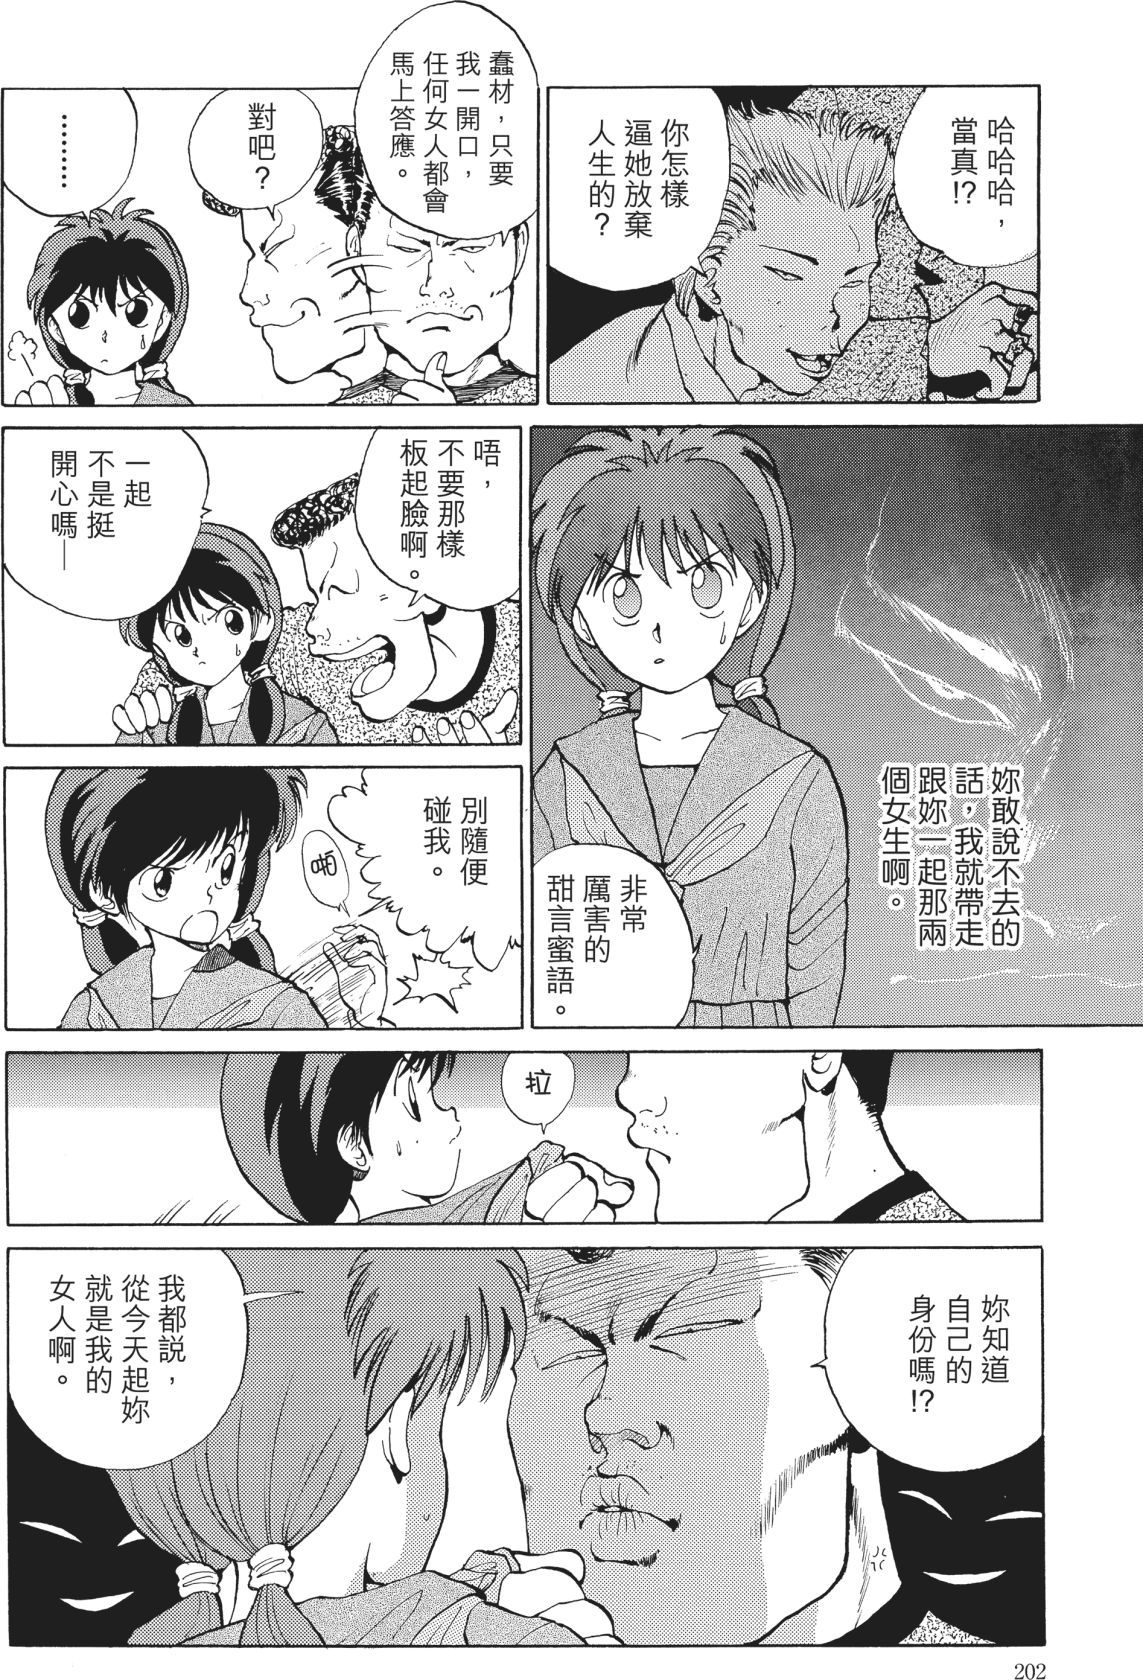 哈哈哈，
當真!?
你怎樣
逼她放棄
人生的？
蠢材，只要
我一開口，
任何女人都會
馬上答應。
對吧？
………
妳敢說不去的
話，我就帶走
跟妳一起那兩
個女生啊。
非常
厲害的
甜言蜜語。
唔，
不要那樣
板起臉啊。
一起
不是挺
開心嗎—
別隨便
碰我。
啪
拉
妳知道
自己的
身份嗎!?
我都說，
從今天起妳
就是我的
女人啊。
202